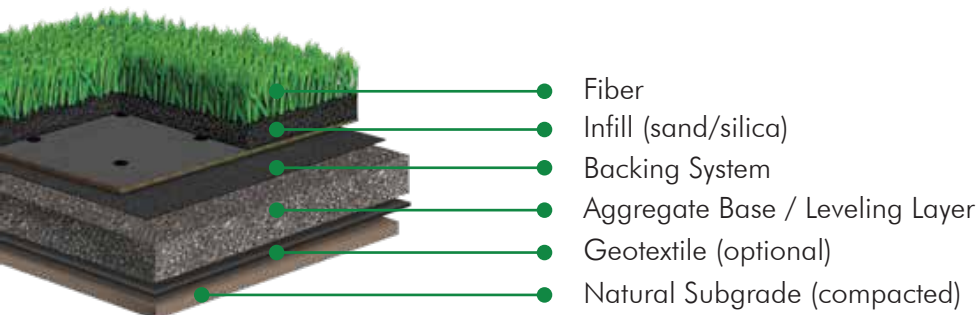 Fiber
Infill (sand/silica)
Backing System
Aggregate Base / Leveling Layer
Geotextile (optional)
Natural Subgrade (compacted)